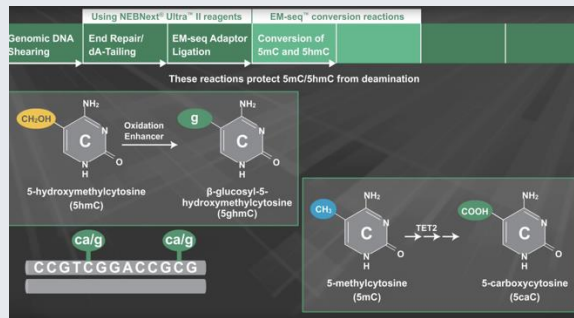 Using NEBNext® Ultra™ II reagents
EM-seq™ conversion reactions
Genomic DNA
Shearing
End Repair/
dA-Tailing
EM-seq Adaptor
Ligation
Conversion of
5mC and 5hmC
These reactions protect 5mC/5hmC from deamination
NH₂
CH₂OH
C
N
O
N
H
Oxidation
Enhancer
NH₂
g
C
N
O
N
H
5-hydroxymethylcytosine
(5hmC)
β-glucosyl-5-
hydroxymethylcytosine
(5ghmC)
NH₂
CH₃
C
N
O
N
H
TET2
NH₂
COOH
C
N
O
N
H
5-methylcytosine
(5mC)
5-carboxycytosine
(5caC)
ca/g
ca/g
CCGTCGGACCGCG